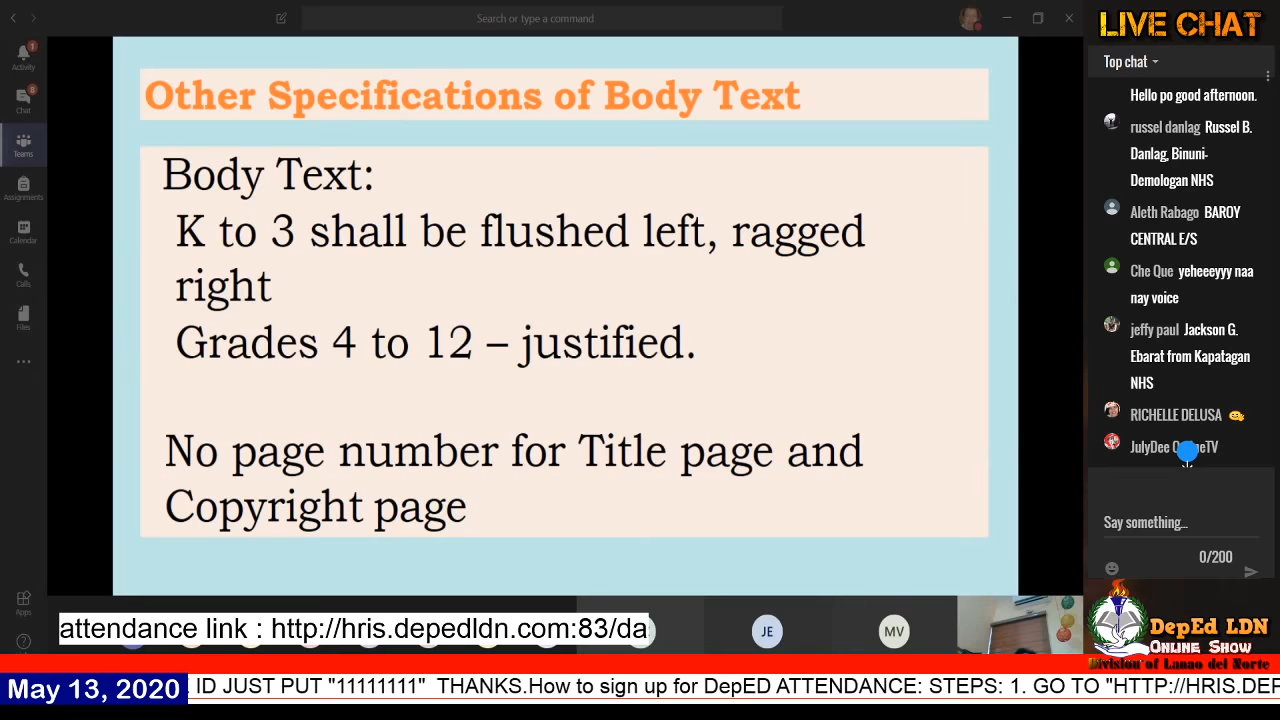 Search or type a command
Activity
Chat
Teams
Assignments
Calendar
Calls
Files
Apps
1
8
Other Specifications of Body Text
Body Text:
K to 3 shall be flushed left, ragged
right
Grades 4 to 12 – justified.
No page number for Title page and
Copyright page
attendance link : http://hris.depedldn.com:83/da
JE
MV
LIVE CHAT
Top chat
Hello po good afternoon.
russel danlag Russel B.
Danlag, Binuni-
Demologan NHS
Aleth Rabago BAROY
CENTRAL E/S
Che Que yeheeeyyy naa
nay voice
jeffy paul Jackson G.
Ebarat from Kapatagan
NHS
RICHELLE DELUSA
JulyDee
Say something...
0/200
DepEd LDN
Online Show
Division of Lanao del Norte
May 13, 2020
ID JUST PUT "11111111" THANKS.How to sign up for DepED ATTENDANCE: STEPS: 1. GO TO "HTTP://HRIS.DEP